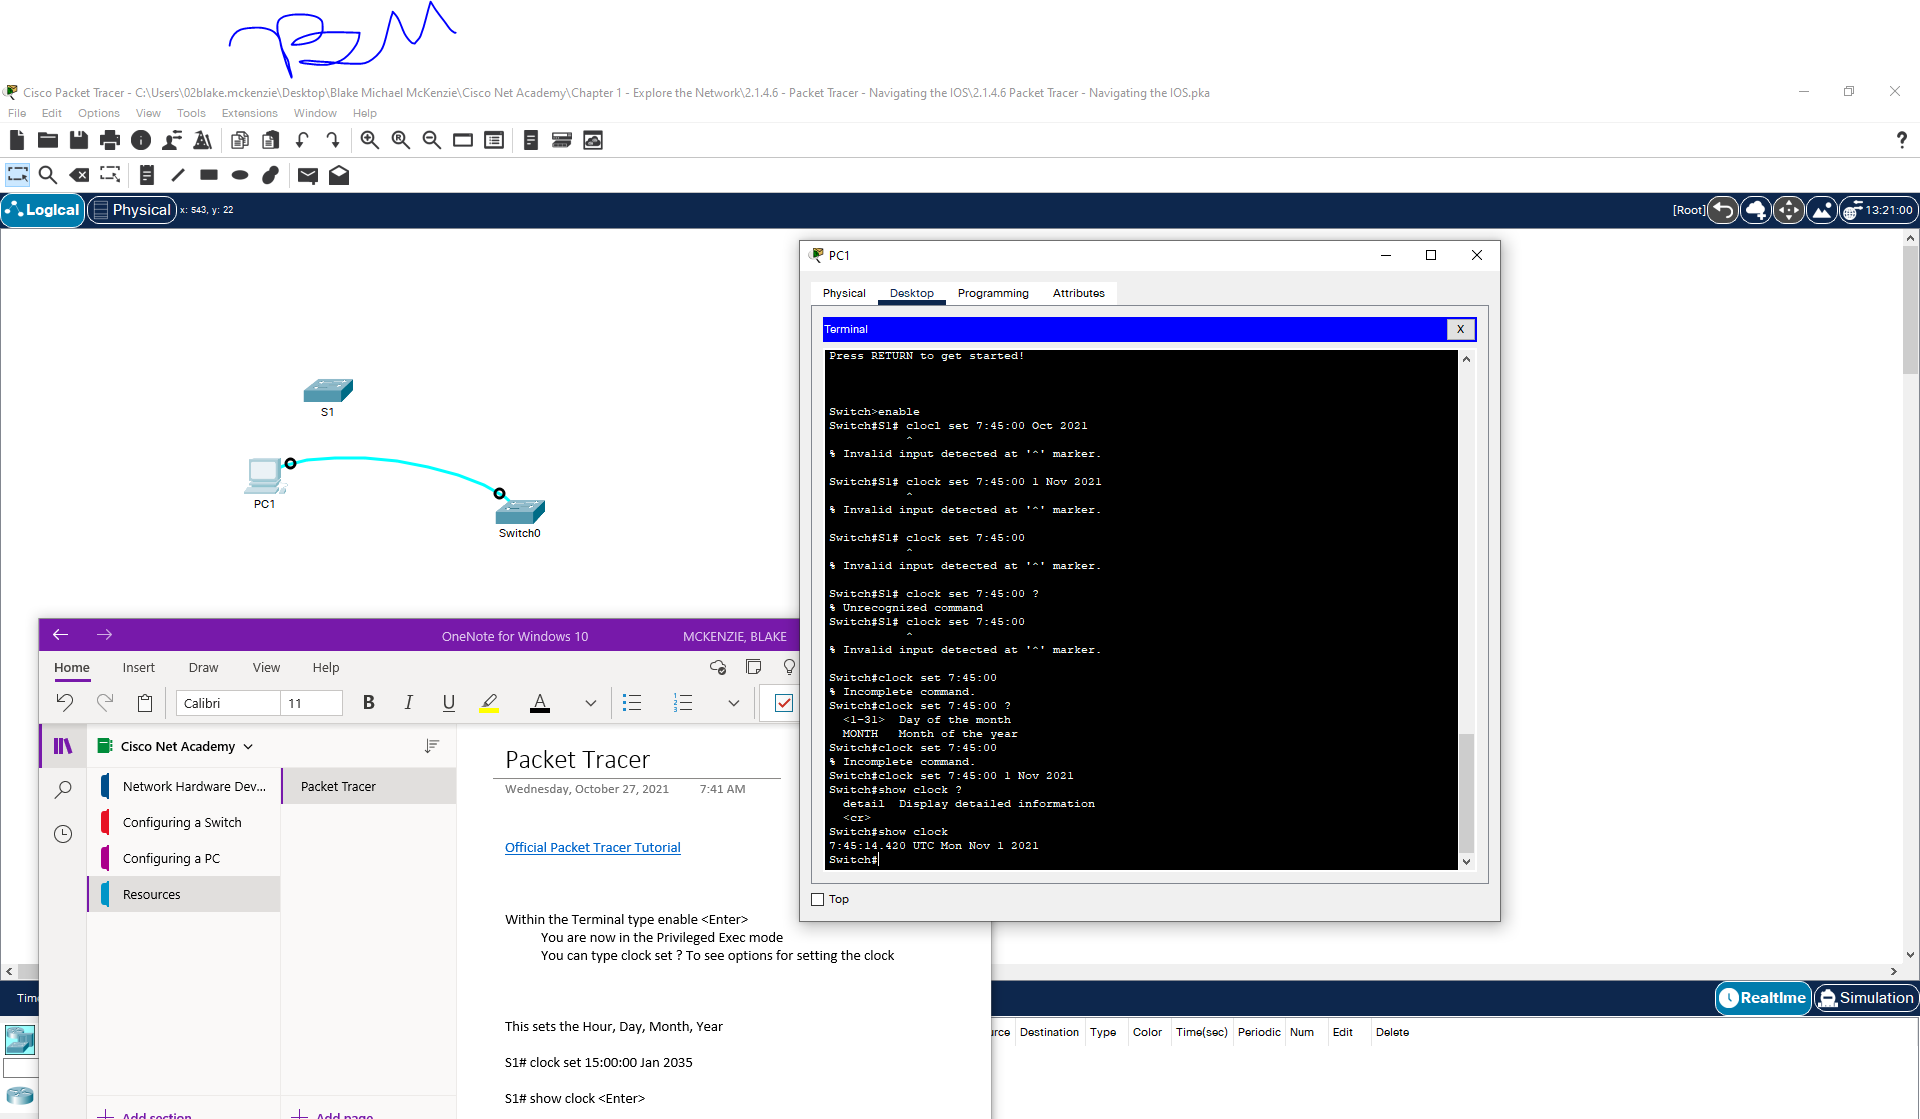 BM
Cisco Packet Tracer - C:\Users\02blake.mckenzie\Desktop\Blake Michael McKenzie\Cisco Net Academy\Chapter 1 - Explore the Network\2.1.4.6 - Packet Tracer - Navigating the IOS\2.1.4.6 Packet Tracer - Navigating the IOS.pka
File Edit Options View Tools Extensions Window Help
?
Logical Physical x: 543, y: 22 [Root] 13:21:00
S1
PC1
Switch0
PC1
Physical Desktop Programming Attributes
Terminal X
Press RETURN to get started!
Switch>enable
Switch#S1# clocl set 7:45:00 Oct 2021
^
% Invalid input detected at '^' marker.
Switch#S1# clock set 7:45:00 1 Nov 2021
^
% Invalid input detected at '^' marker.
Switch#S1# clock set 7:45:00
^
% Invalid input detected at '^' marker.
Switch#S1# clock set 7:45:00 ?
% Unrecognized command
Switch#S1# clock set 7:45:00
^
% Invalid input detected at '^' marker.
Switch#clock set 7:45:00
% Incomplete command.
Switch#clock set 7:45:00 ?
<1-31> Day of the month
MONTH Month of the year
Switch#clock set 7:45:00
% Incomplete command.
Switch#clock set 7:45:00 1 Nov 2021
Switch#show clock ?
detail Display detailed information
<cr>
Switch#show clock
7:45:14.420 UTC Mon Nov 1 2021
Switch#
Top
OneNote for Windows 10 MCKENZIE, BLAKE
Home Insert Draw View Help
Calibri 11 B I U A
Cisco Net Academy
Network Hardware Dev...
Configuring a Switch
Configuring a PC
Resources
Add section
Packet Tracer
Add page
Packet Tracer
Wednesday, October 27, 2021 7:41 AM
Official Packet Tracer Tutorial
Within the Terminal type enable <Enter>
You are now in the Privileged Exec mode
You can type clock set ? To see options for setting the clock
This sets the Hour, Day, Month, Year
S1# clock set 15:00:00 Jan 2035
S1# show clock <Enter>
Realtime Simulation
Destination Type Color Time(sec) Periodic Num Edit Delete